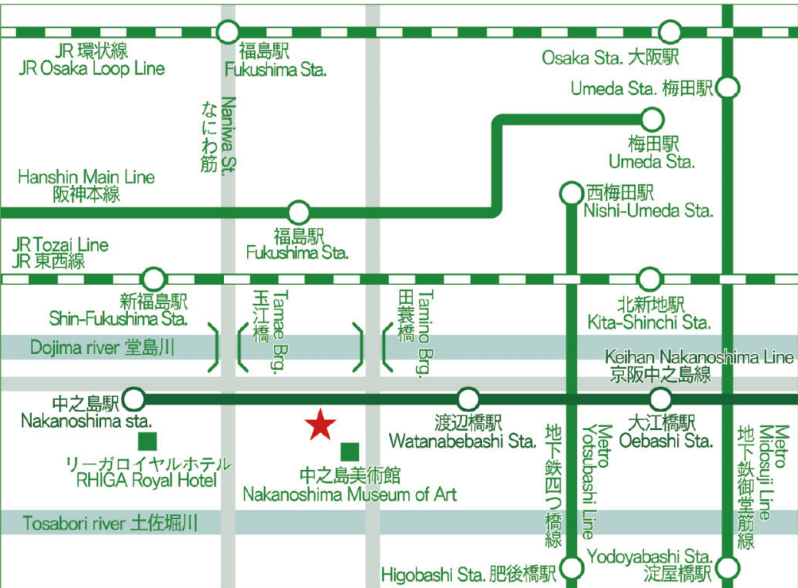 JR 環状線
JR Osaka Loop Line
福島駅
Fukushima Sta.
Osaka Sta. 大阪駅
Umeda Sta. 梅田駅
Naniwa St.
なにわ筋
梅田駅
Umeda Sta.
Hanshin Main Line
阪神本線
西梅田駅
Nishi-Umeda Sta.
福島駅
Fukushima Sta.
JR Tozai Line
JR 東西線
新福島駅
Shin-Fukushima Sta.
Tamae Brg.
玉江橋
Tamino Brg.
田蓑橋
北新地駅
Kita-Shinchi Sta.
Dojima river 堂島川
Keihan Nakanoshima Line
京阪中之島線
中之島駅
Nakanoshima sta.
渡辺橋駅
Watanabebashi Sta.
大江橋駅
Oebashi Sta.
リーガロイヤルホテル
RHIGA Royal Hotel
中之島美術館
Nakanoshima Museum of Art
Metro
Yotsubashi Line
地下鉄四つ橋線
Metro
Midosuji Line
地下鉄御堂筋線
Tosabori river 土佐堀川
Higobashi Sta. 肥後橋駅
Yodoyabashi Sta.
淀屋橋駅